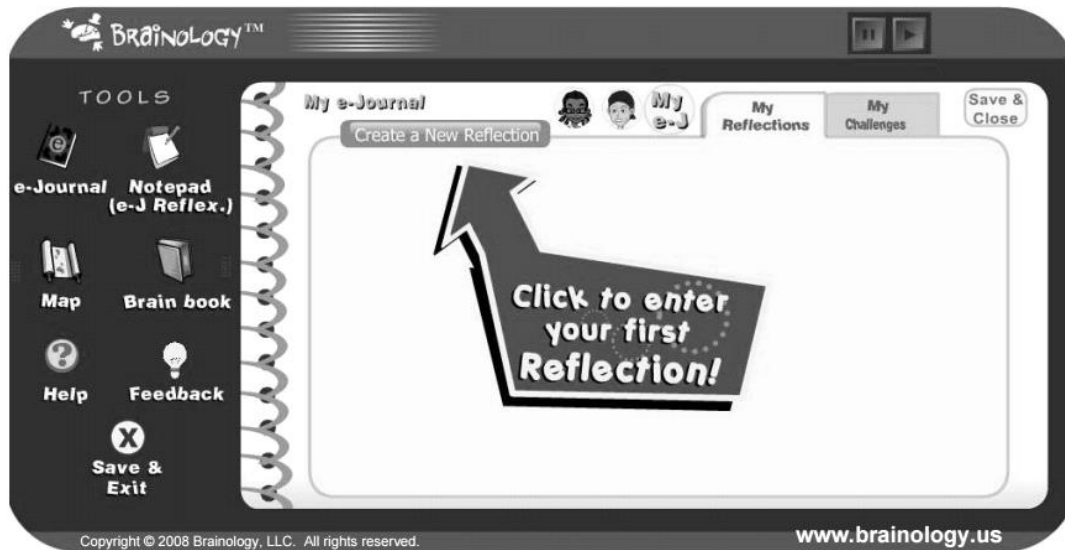 BRAINOLOGY™
TOOLS
e-Journal
Notepad
(e-J Reflex.)
Map
Brain book
Help
Feedback
X
Save &
Exit
My e-Journal
My
e-J
My
Reflections
My
Challenges
Save &
Close
Create a New Reflection
Click to enter
your first
Reflection!
Copyright © 2008 Brainology, LLC. All rights reserved.
www.brainology.us